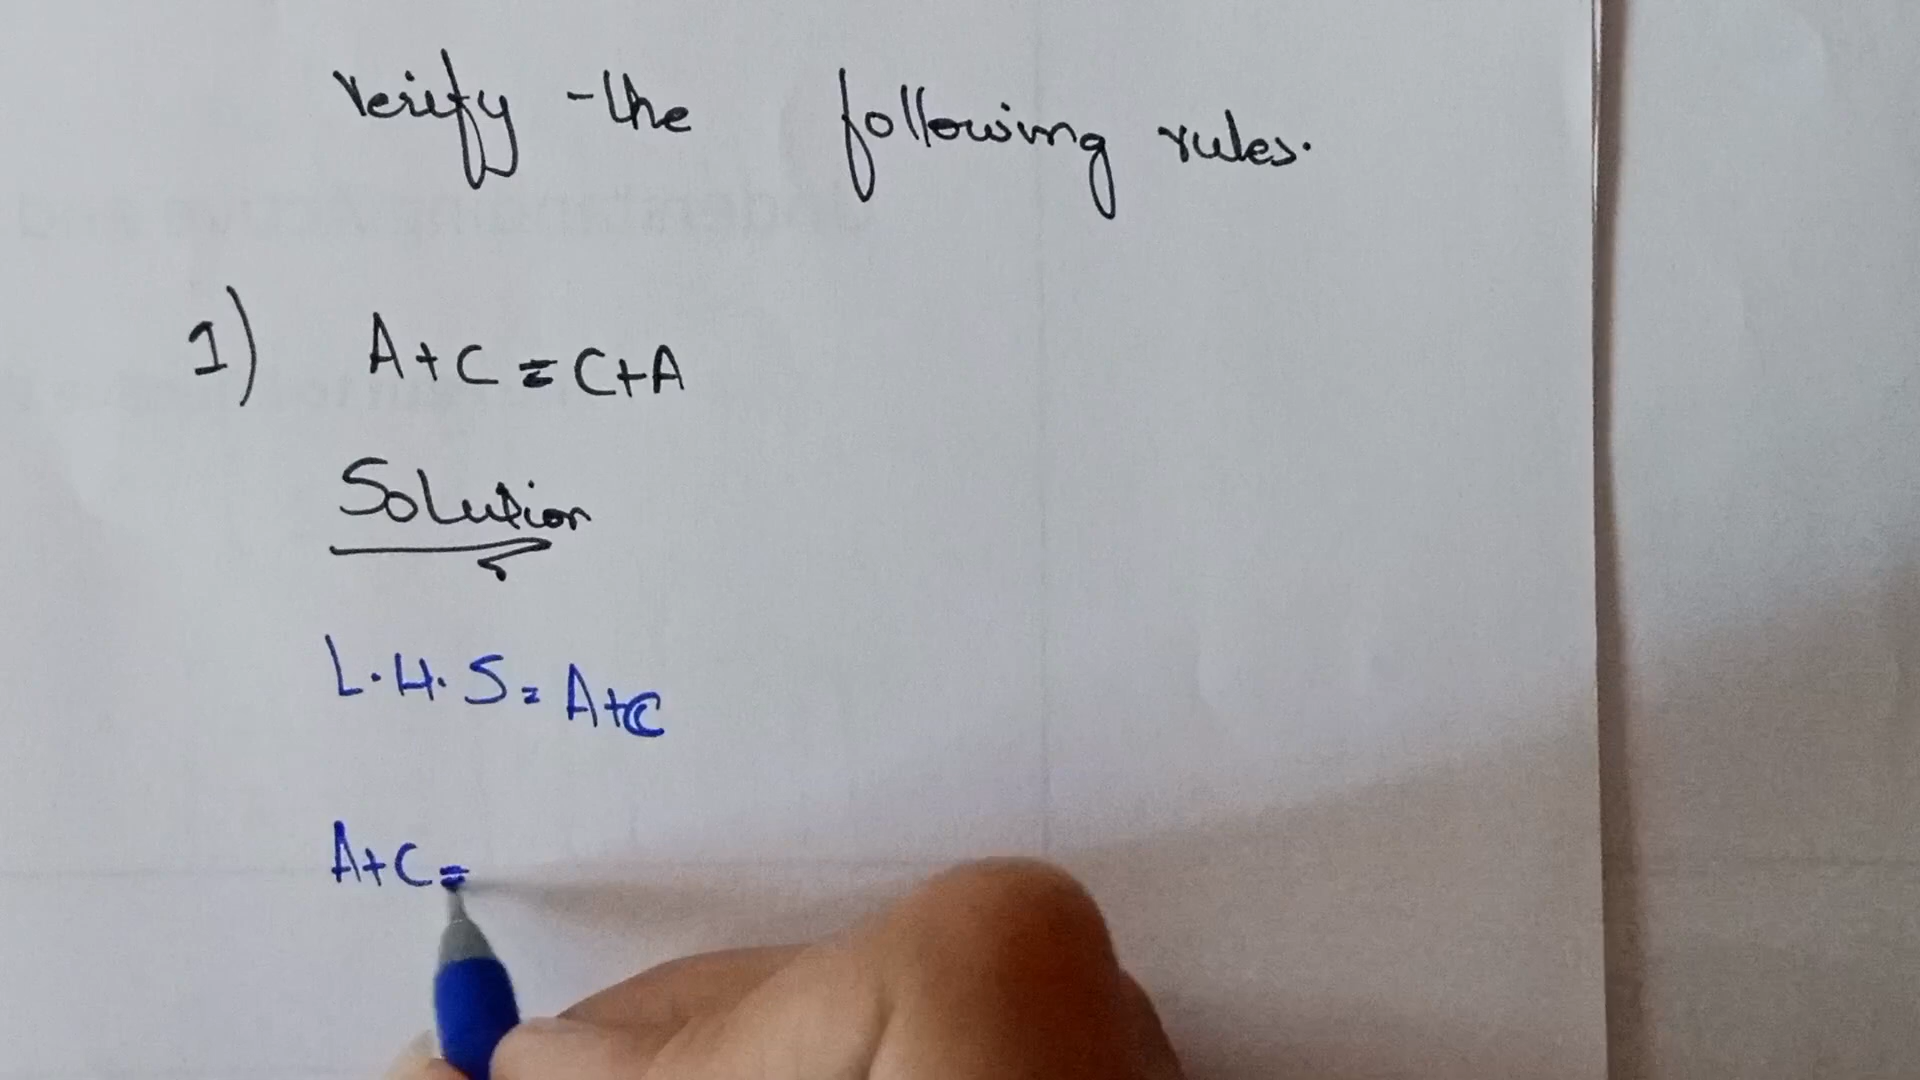 Verify the following rules.
1) A+C = C+A
Solution
L.H.S = A+C
A+C =